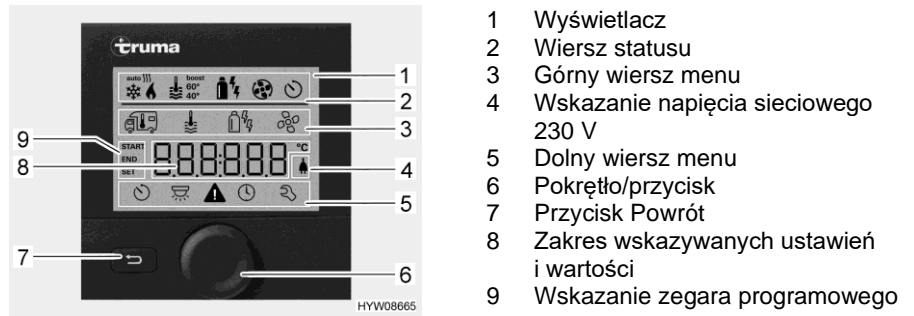 truma
auto
boost
60°
40°
1
2
3
START
END
SET
888:888
°C
9
8
4
5
7
6
HYW08665
1 Wyświetlacz
2 Wiersz statusu
3 Górny wiersz menu
4 Wskazanie napięcia sieciowego
230 V
5 Dolny wiersz menu
6 Pokrętło/przycisk
7 Przycisk Powrót
8 Zakres wskazywanych ustawień
i wartości
9 Wskazanie zegara programowego